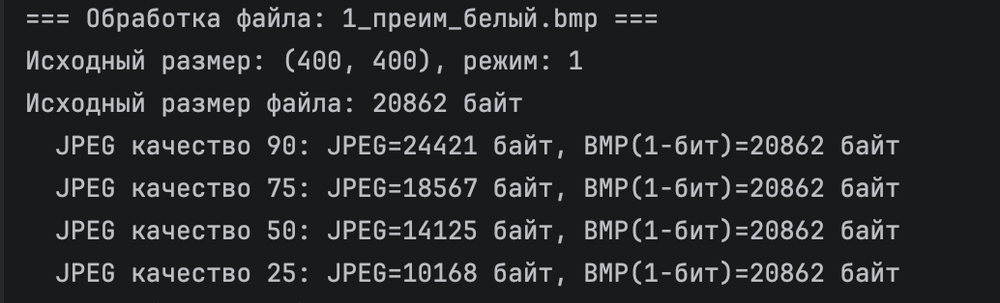 === Обработка файла: 1_преим_белый.bmp ===
Исходный размер: (400, 400), режим: 1
Исходный размер файла: 20862 байт
JPEG качество 90: JPEG=24421 байт, BMP(1-бит)=20862 байт
JPEG качество 75: JPEG=18567 байт, BMP(1-бит)=20862 байт
JPEG качество 50: JPEG=14125 байт, BMP(1-бит)=20862 байт
JPEG качество 25: JPEG=10168 байт, BMP(1-бит)=20862 байт